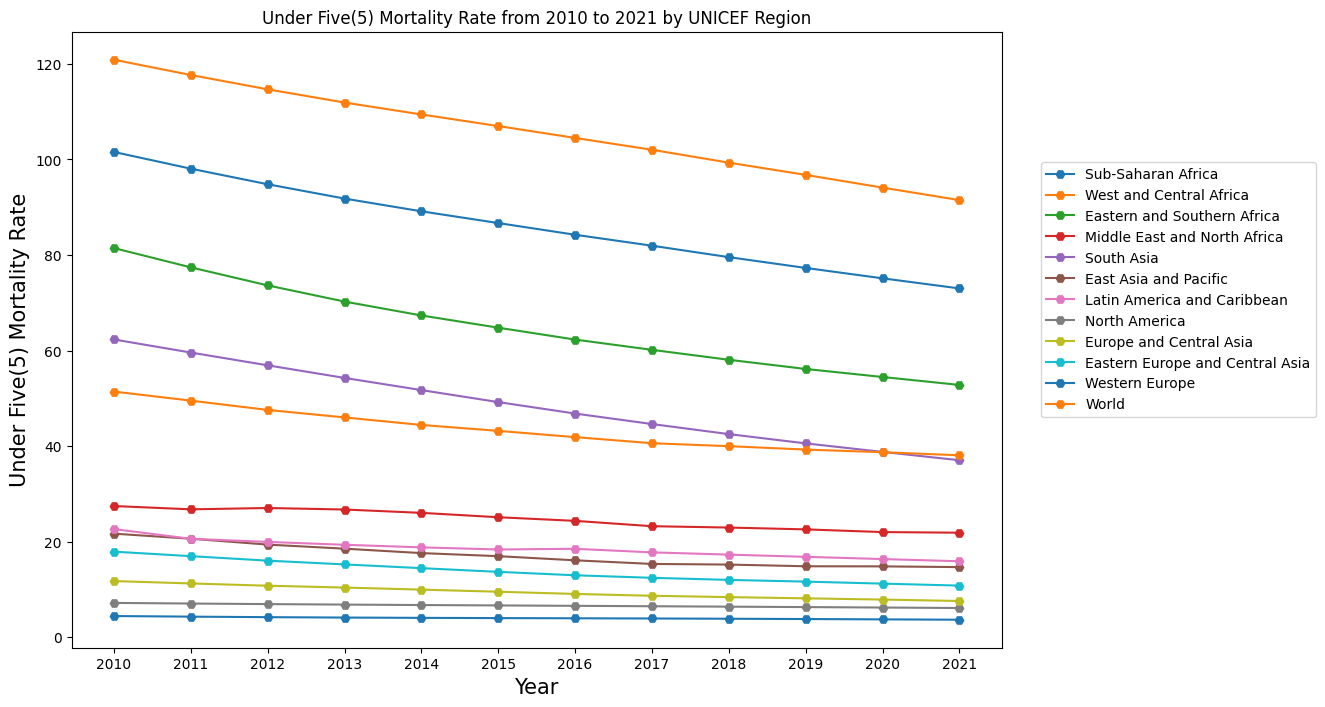 Under Five(5) Mortality Rate from 2010 to 2021 by UNICEF Region
Under Five(5) Mortality Rate
120
100
80
60
40
20
0
2010 2011 2012 2013 2014 2015 2016 2017 2018 2019 2020 2021
Year
Sub-Saharan Africa
West and Central Africa
Eastern and Southern Africa
Middle East and North Africa
South Asia
East Asia and Pacific
Latin America and Caribbean
North America
Europe and Central Asia
Eastern Europe and Central Asia
Western Europe
World